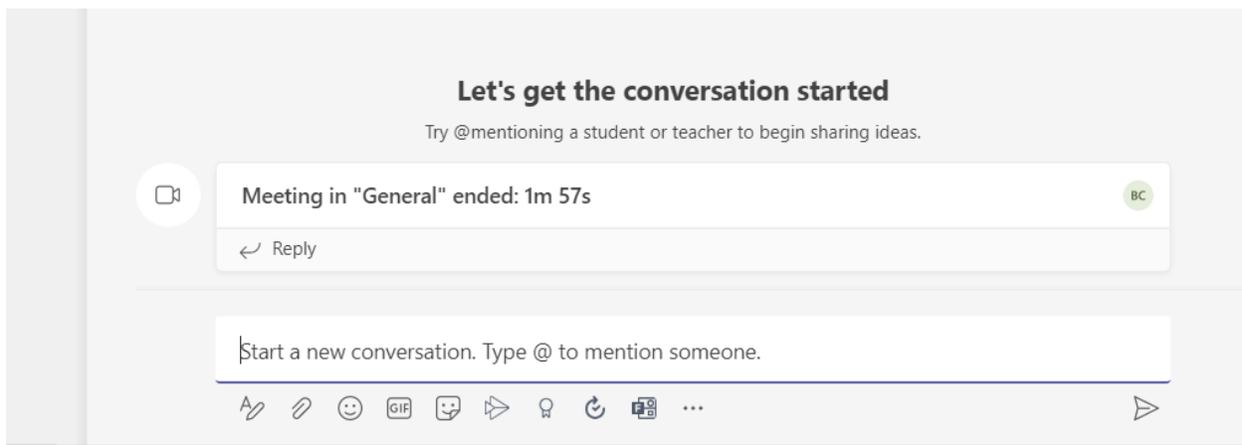 Let's get the conversation started
Try @mentioning a student or teacher to begin sharing ideas.
Meeting in "General" ended: 1m 57s
BC
Reply
Start a new conversation. Type @ to mention someone.
GIF